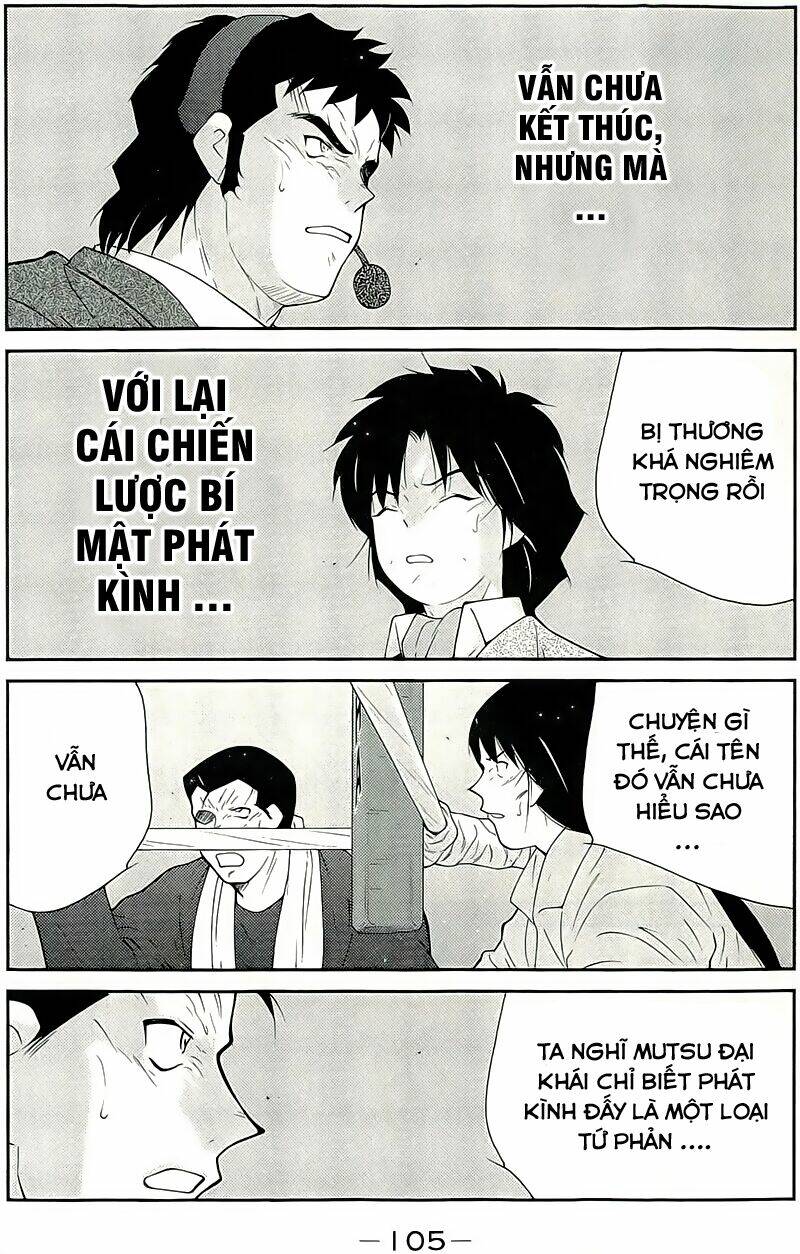 VẪN CHƯA
KẾT THÚC,
NHƯNG MÀ
...
BỊ THƯƠNG
KHÁ NGHIÊM
TRỌNG RỒI
VỚI LẠI
CÁI CHIẾN
LƯỢC BÍ
MẬT PHÁT
KÌNH ...
CHUYỆN GÌ
THẾ, CÁI TÊN
ĐÓ VẪN CHƯA
HIỂU SAO
...
VẪN
CHƯA
TA NGHĨ MUTSU ĐẠI
KHÁI CHỈ BIẾT PHÁT
KÌNH ĐẤY LÀ MỘT LOẠI
TỨ PHẢN ....
—105—